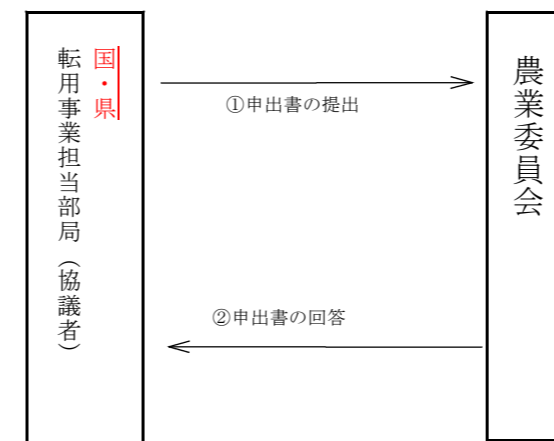 国・県
転用事業担当部局（協議者）
①申出書の提出
②申出書の回答
農業委員会